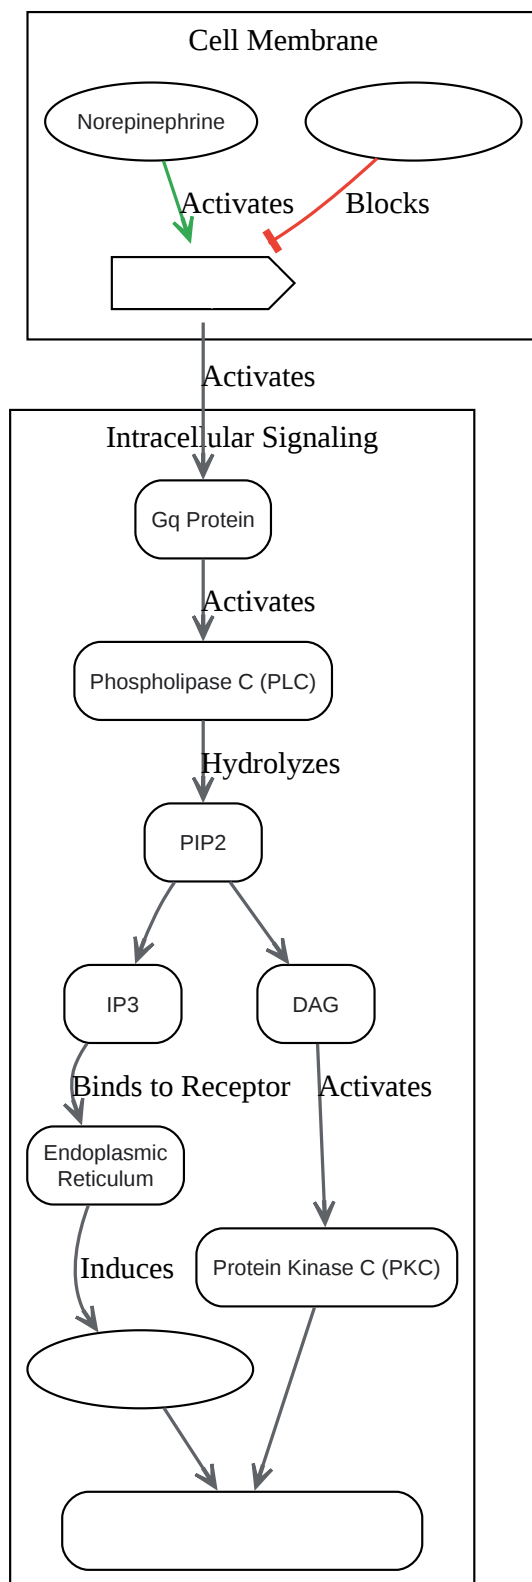 Cell Membrane
Norepinephrine
Activates
Blocks
Activates
Intracellular Signaling
Gq Protein
Activates
Phospholipase C (PLC)
Hydrolyzes
PIP2
IP3
DAG
Binds to Receptor
Activates
Endoplasmic
Reticulum
Induces
Protein Kinase C (PKC)